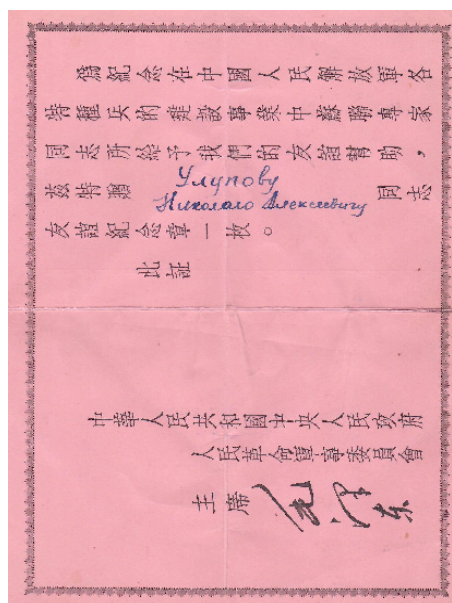 為紀念在中國人民解放軍各
特種兵的建設事業中蘇聯專家
同志所給予我們的友誼幫助，
茲特贈 Улупову Николаю Алексеевичу 同志
友誼紀念章一枚。
此証
中華人民共和國中央人民政府
人民革命軍事委員會
主席 毛澤东